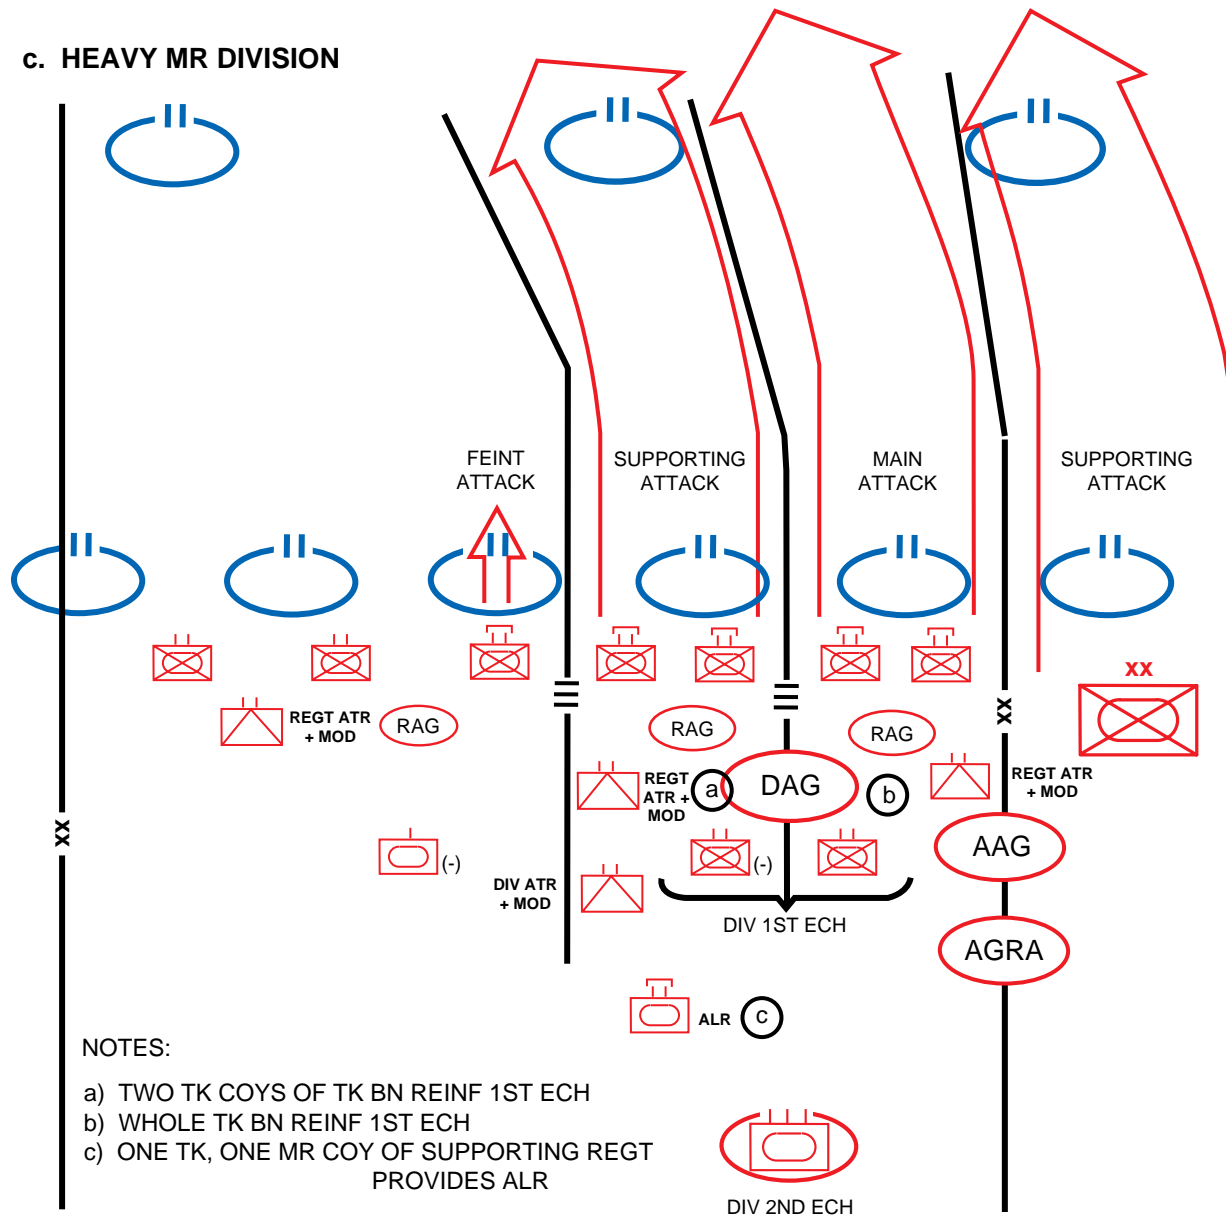 c. HEAVY MR DIVISION
FEINT
ATTACK
SUPPORTING
ATTACK
MAIN
ATTACK
SUPPORTING
ATTACK
xx
xx
REGT ATR
+ MOD
RAG
RAG
RAG
REGT
ATR +
MOD
a
DAG
b
REGT ATR
+ MOD
xx
(-)
(-)
AAG
DIV ATR
+ MOD
DIV 1ST ECH
AGRA
ALR
c
NOTES:
a) TWO TK COYS OF TK BN REINF 1ST ECH
b) WHOLE TK BN REINF 1ST ECH
c) ONE TK, ONE MR COY OF SUPPORTING REGT
PROVIDES ALR
DIV 2ND ECH